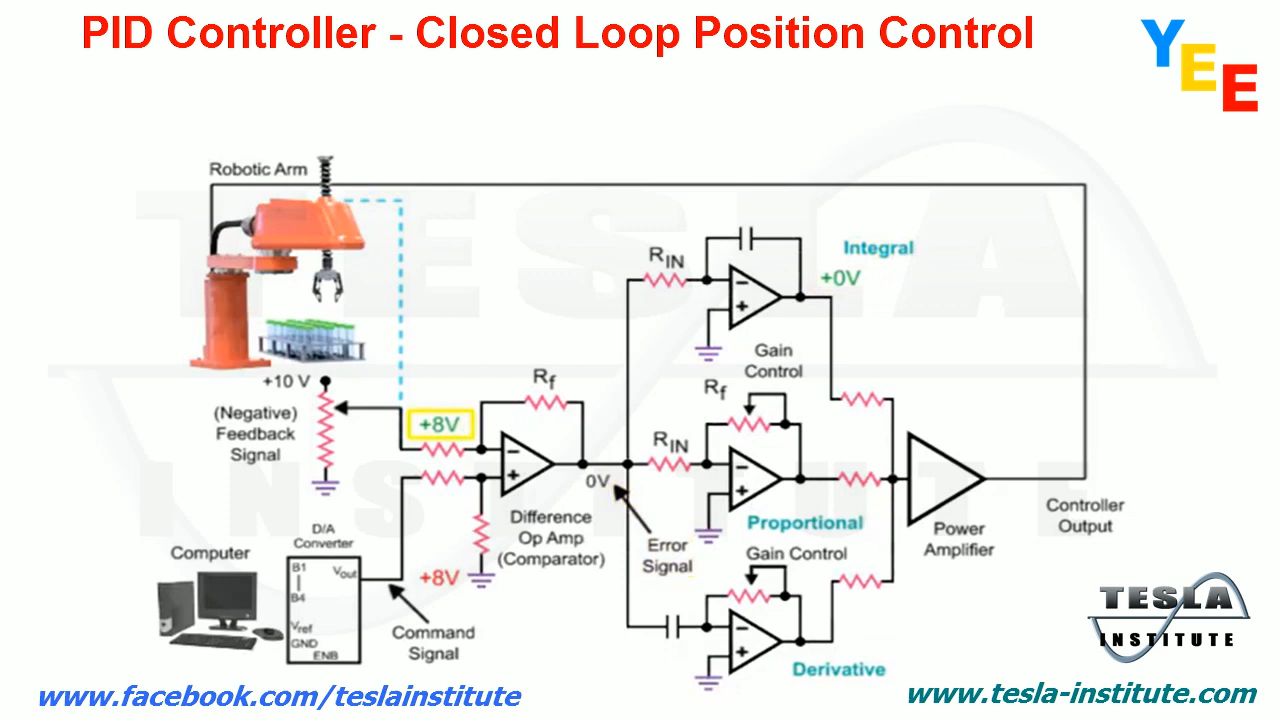 PID Controller - Closed Loop Position Control
YEE
Robotic Arm
+10 V
(Negative)
Feedback
Signal
+8V
Rf
0V
Difference
Op Amp
(Comparator)
Error
Signal
D/A
Converter
Computer
B1
B4
Vout
Vref
GND
ENB
+8V
Command
Signal
RIN
Integral
+0V
Gain
Control
Rf
RIN
Proportional
Gain Control
Derivative
Power
Amplifier
Controller
Output
TESLA
INSTITUTE
TESLA
INSTITUTE
www.facebook.com/teslainstitute
www.tesla-institute.com